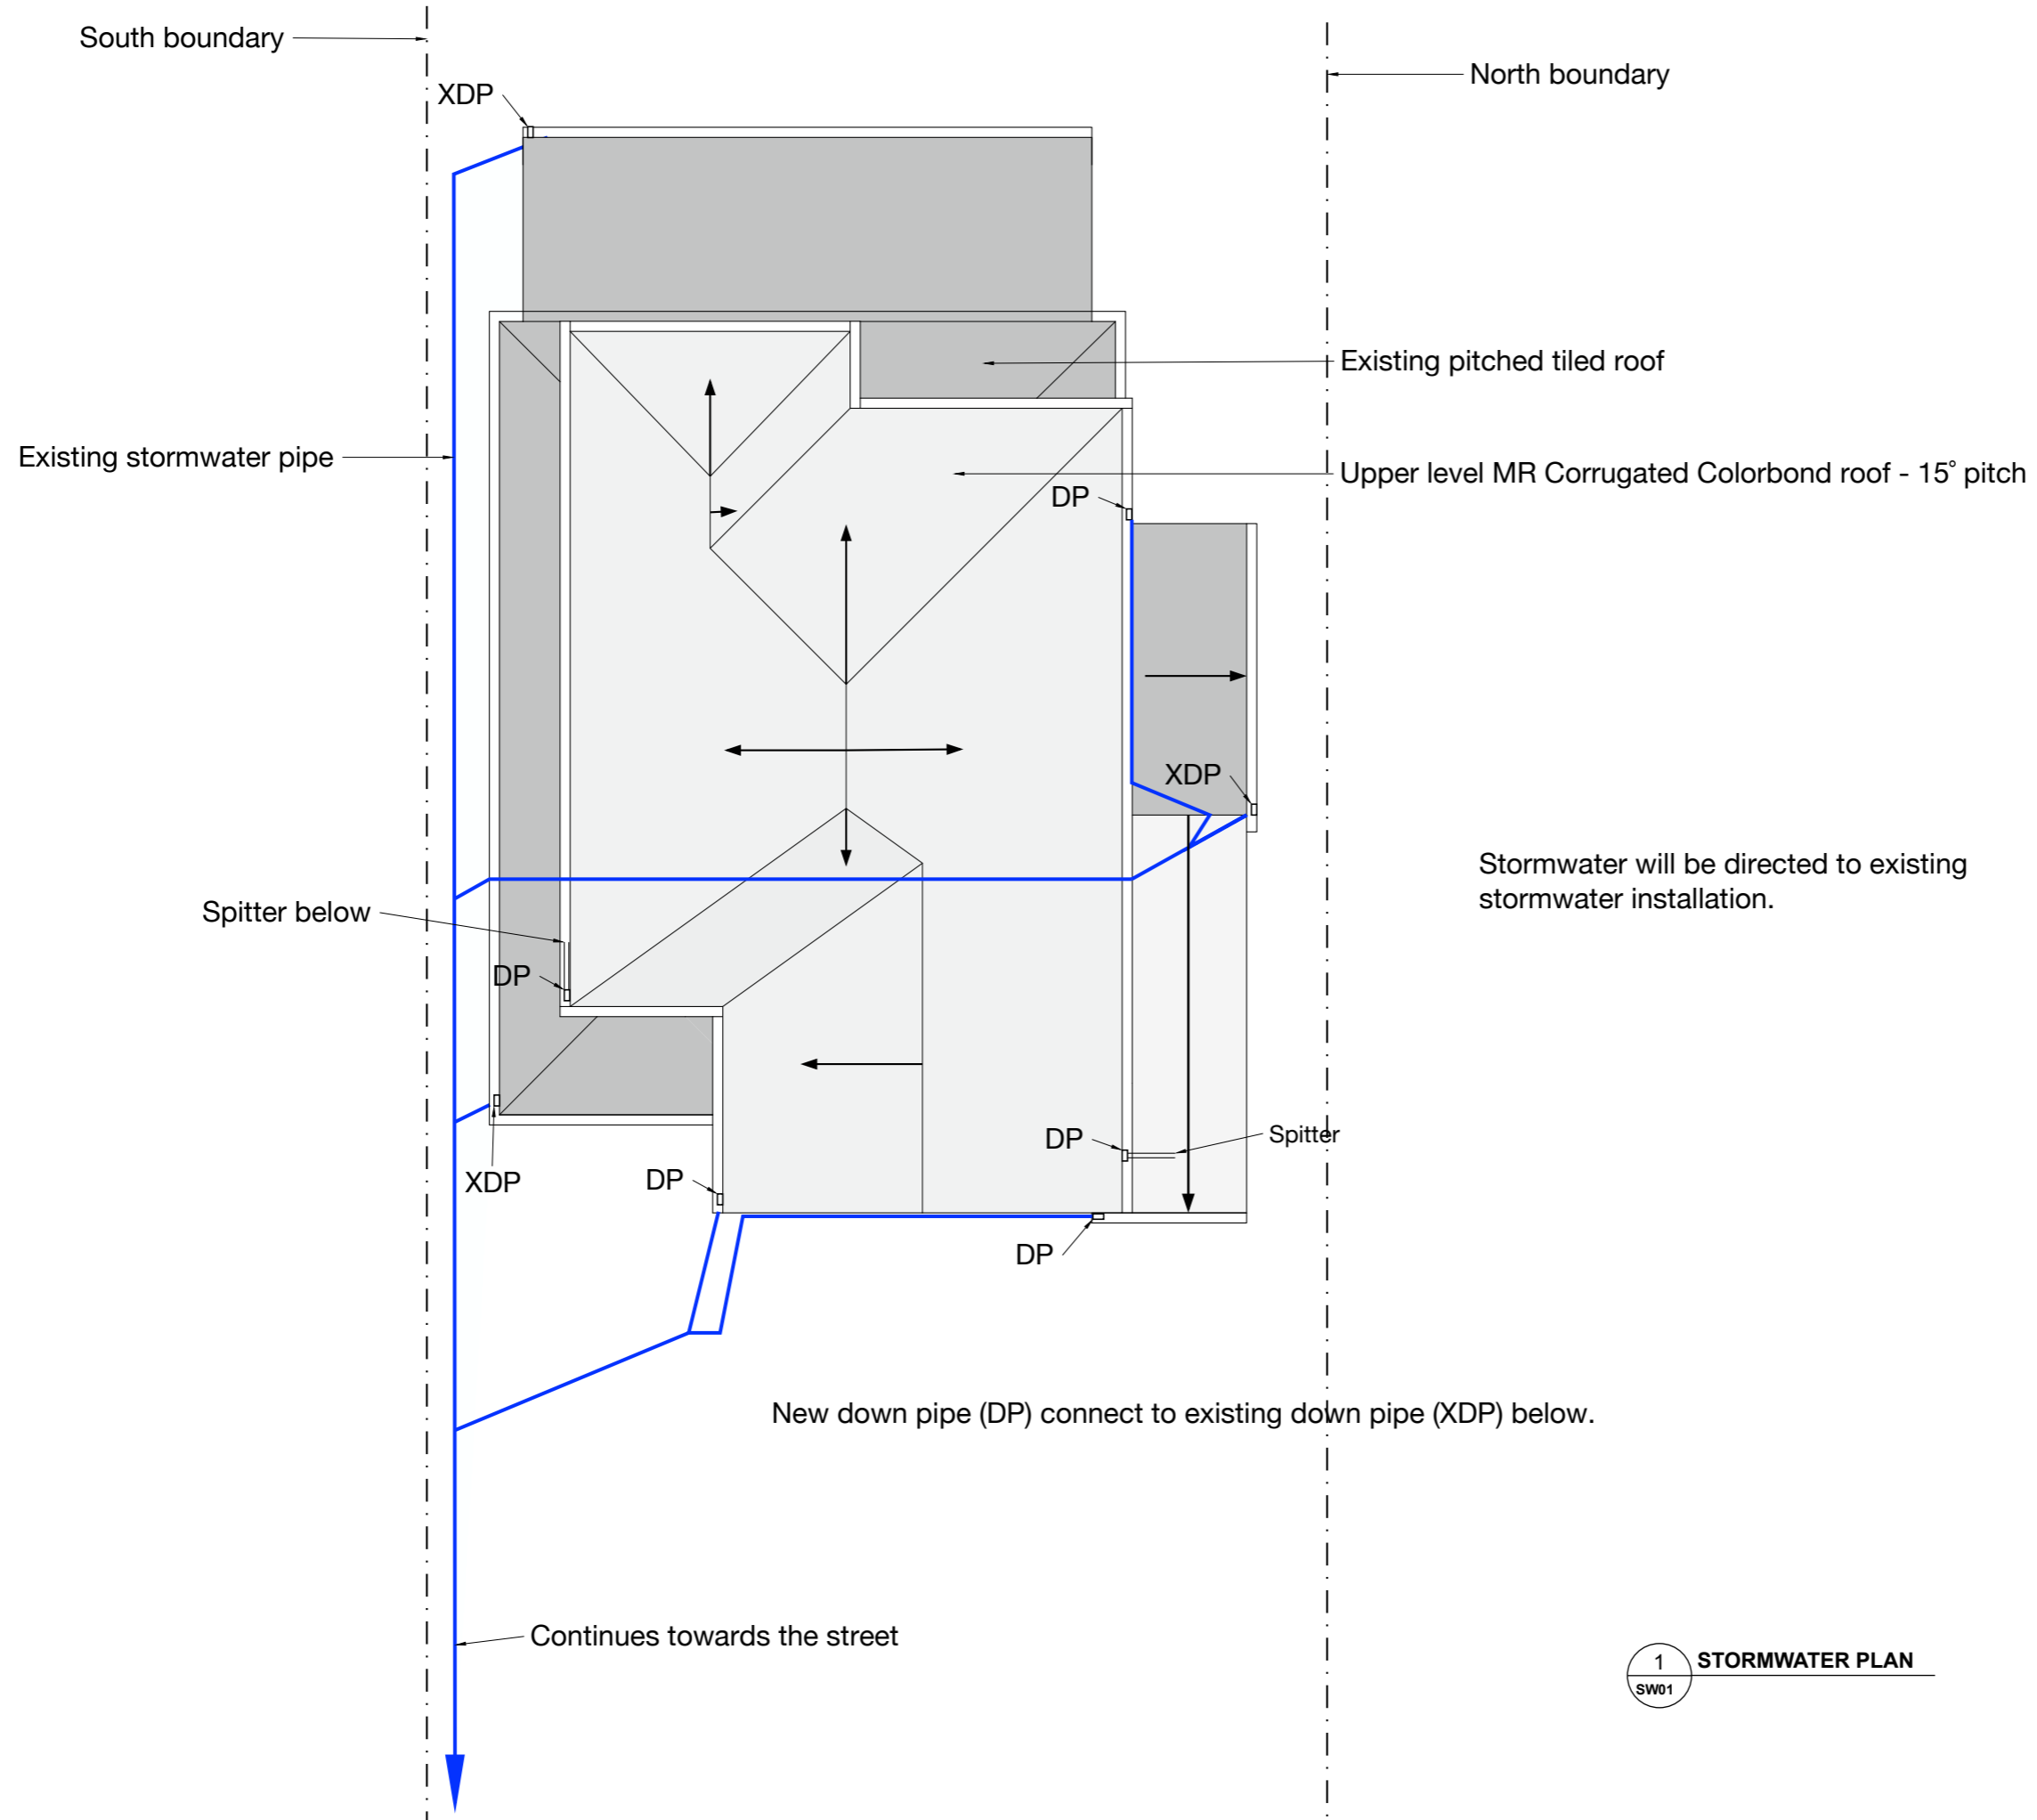 South boundary
North boundary
XDP
Existing pitched tiled roof
Existing stormwater pipe
Upper level MR Corrugated Colorbond roof - 15° pitch
DP
XDP
Stormwater will be directed to existing
stormwater installation.
Spitter below
DP
DP
Spitter
XDP
DP
DP
New down pipe (DP) connect to existing down pipe (XDP) below.
Continues towards the street
1
STORMWATER PLAN
SW01